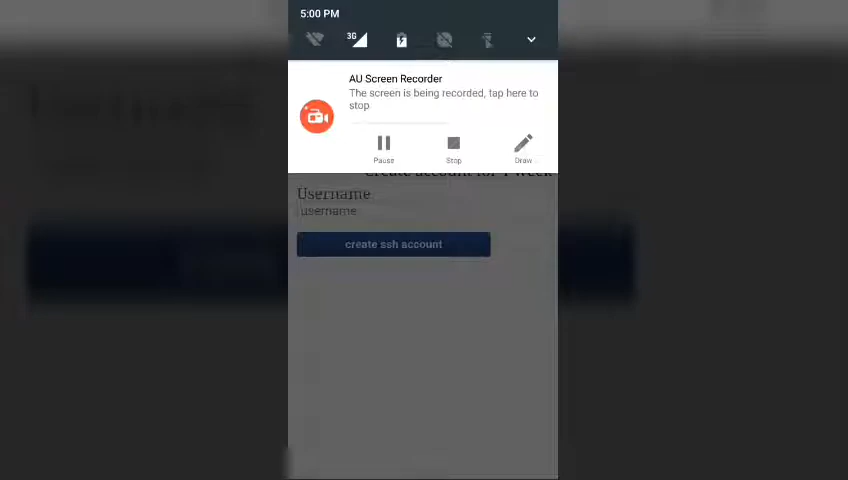 5:00 PM
3G
AU Screen Recorder
The screen is being recorded, tap here to
stop
Pause
Stop
Draw...
Create account for 1 week
Username
username
create ssh account